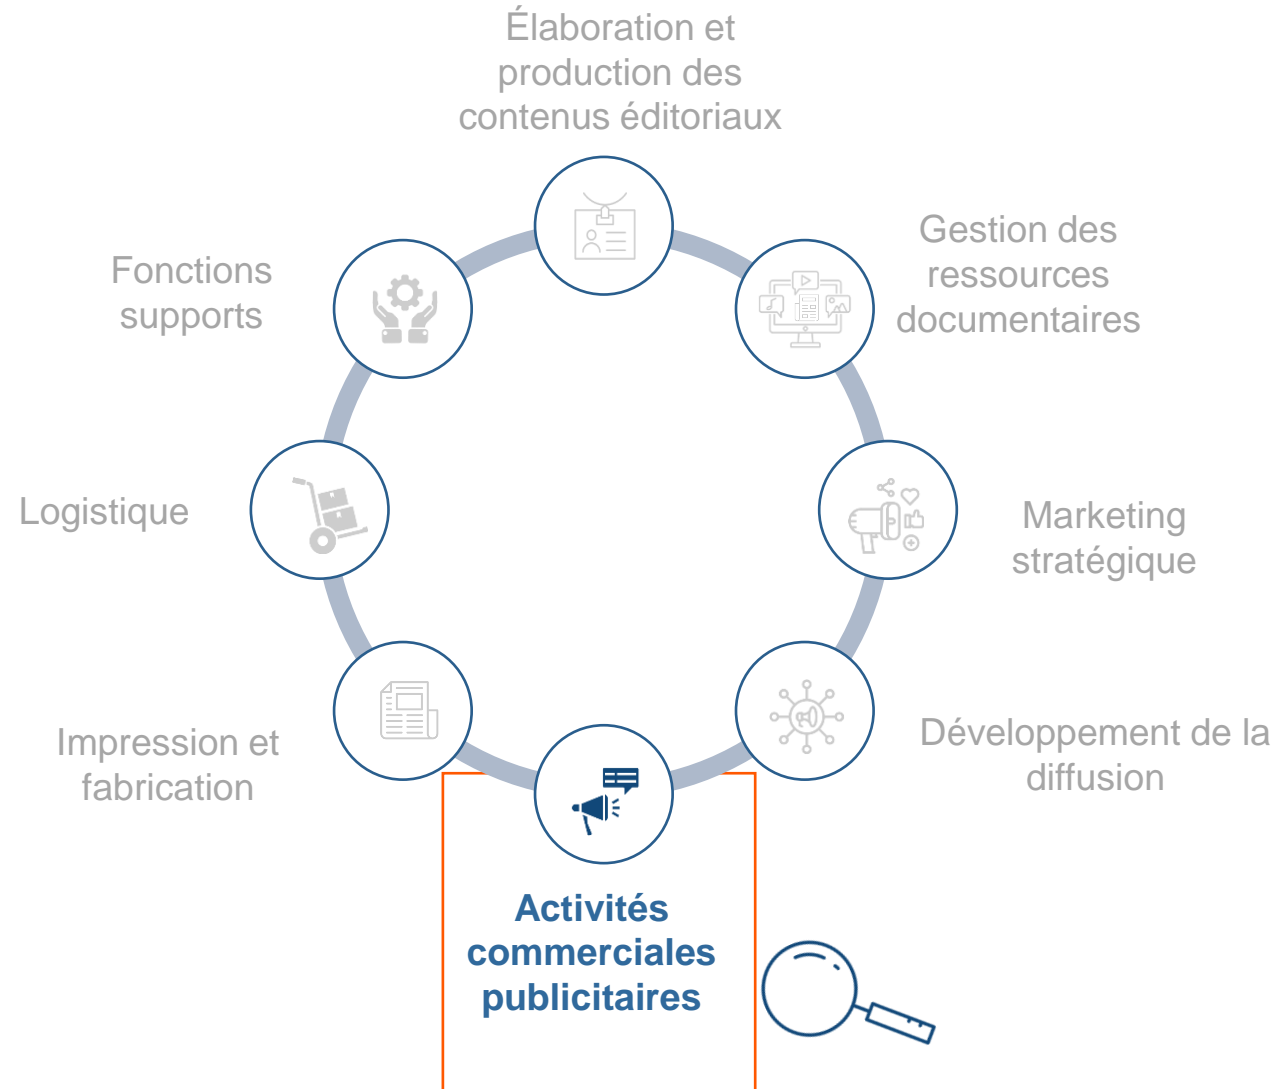 Élaboration et
production des
contenus éditoriaux
Gestion des
ressources
documentaires
Fonctions
supports
Logistique
Marketing
stratégique
Impression et
fabrication
Développement de la
diffusion
Activités
commerciales
publicitaires